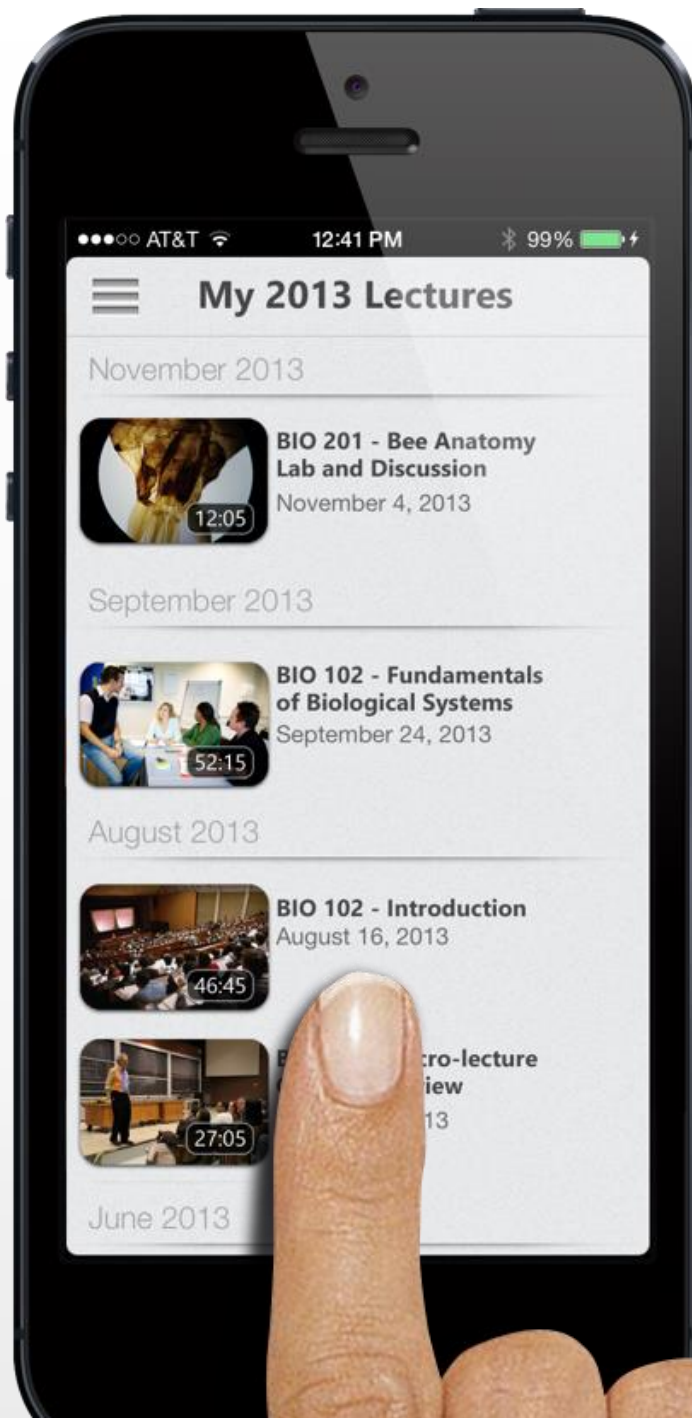 AT&T 12:41 PM 99%
My 2013 Lectures
November 2013
BIO 201 - Bee Anatomy
Lab and Discussion
November 4, 2013
12:05
September 2013
BIO 102 - Fundamentals
of Biological Systems
September 24, 2013
52:15
August 2013
BIO 102 - Introduction
August 16, 2013
46:45
cro-lecture
iew
13
27:05
June 2013